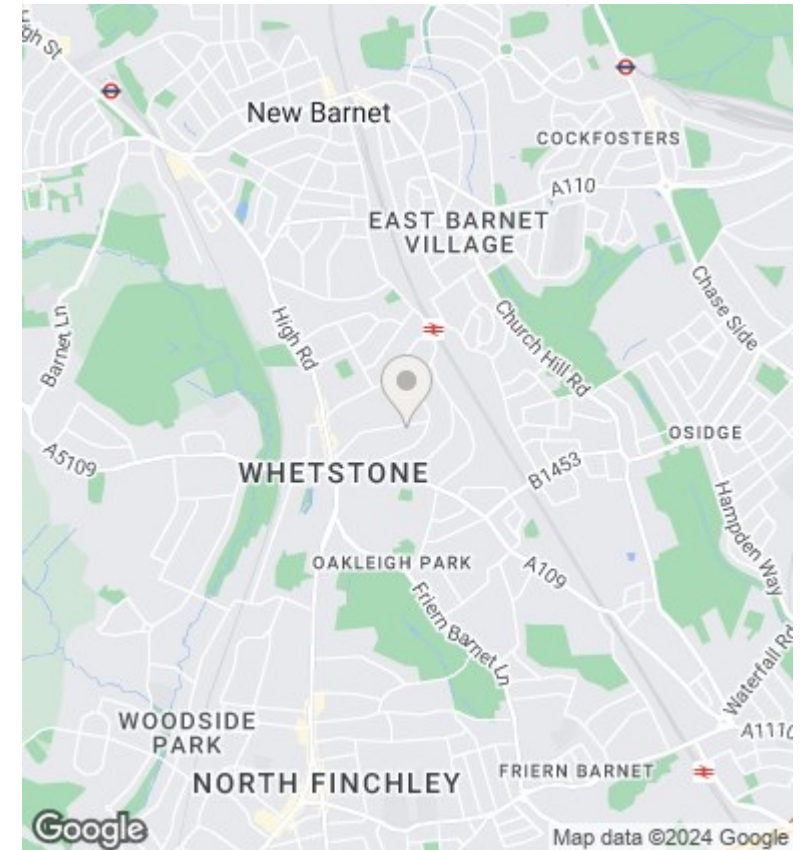 gh St
New Barnet
COCKFOSTERS
A110
EAST BARNET
VILLAGE
Chase Side
Barnet Ln
High Rd
Church Hill Rd
OSIDGE
A5109
WHETSTONE
B1453
Hampden Way
OAKLEIGH PARK
A109
Friern Barnet Ln
Waterfall Rd
WOODSIDE
PARK
A1110
FRIERN BARNET
NORTH FINCHLEY
Google
Map data ©2024 Google